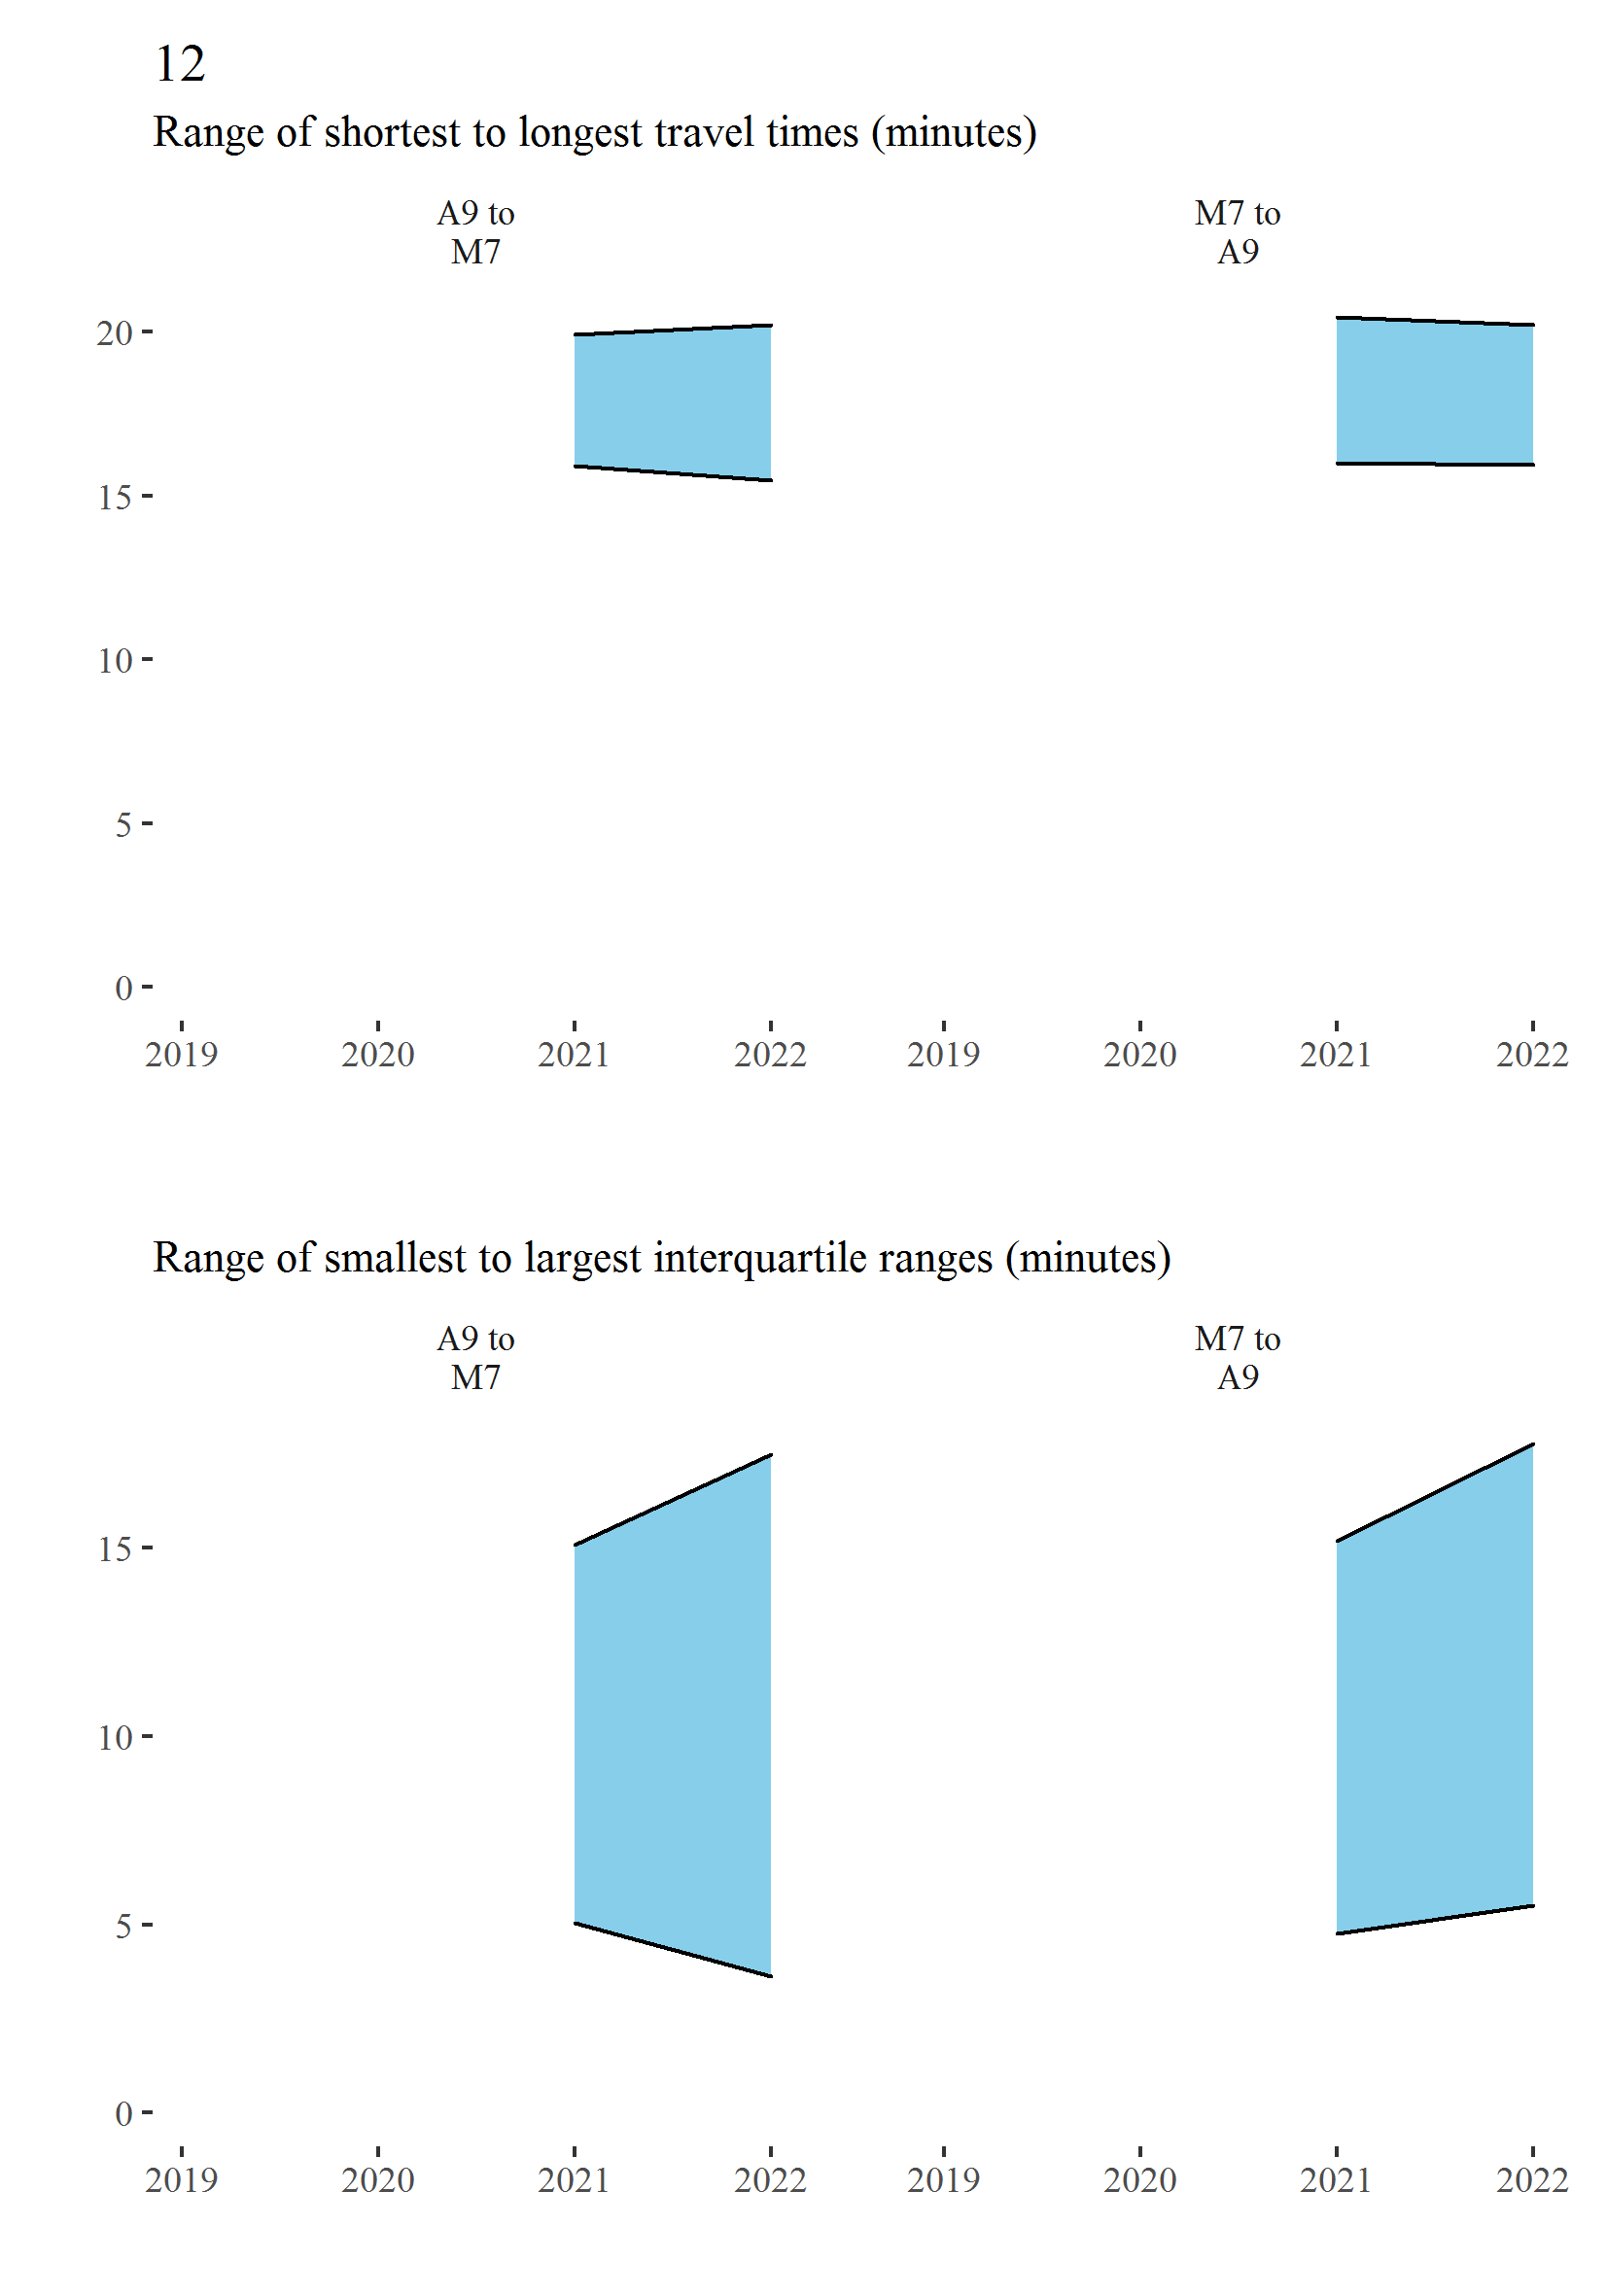 12
Range of shortest to longest travel times (minutes)
A9 to
M7
M7 to
A9
20
15
10
5
0
2019 2020 2021 2022 2019 2020 2021 2022
Range of smallest to largest interquartile ranges (minutes)
A9 to
M7
M7 to
A9
15
10
5
0
2019 2020 2021 2022 2019 2020 2021 2022